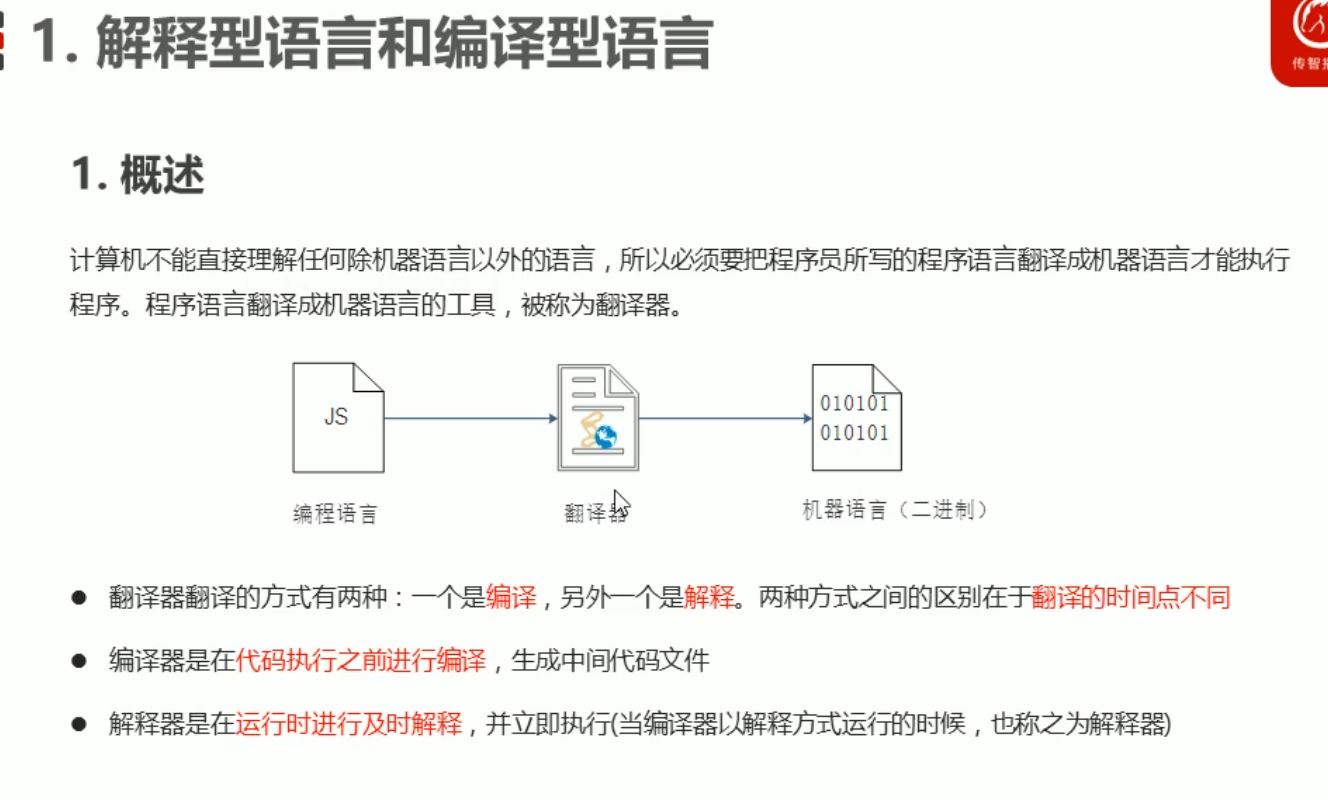 1. 解释型语言和编译型语言
传智
1. 概述
计算机不能直接理解任何除机器语言以外的语言，所以必须要把程序员所写的程序语言翻译成机器语言才能执行
程序。程序语言翻译成机器语言的工具，被称为翻译器。
JS
010101
010101
编程语言
翻译器
机器语言（二进制）
● 翻译器翻译的方式有两种：一个是编译，另外一个是解释。两种方式之间的区别在于翻译的时间点不同
● 编译器是在代码执行之前进行编译，生成中间代码文件
● 解释器是在运行时进行及时解释，并立即执行(当编译器以解释方式运行的时候，也称之为解释器)